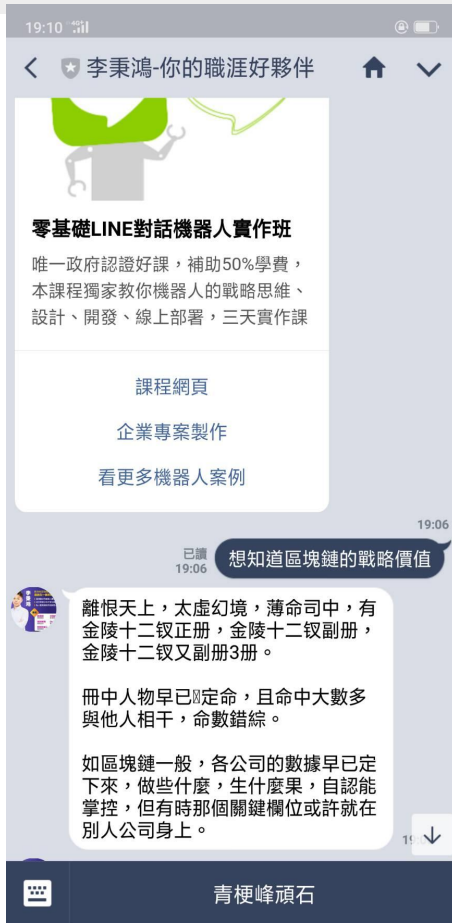 19:10
李秉鴻-你的職涯好夥伴
零基礎LINE對話機器人實作班
唯一政府認證好課，補助50%學費，
本課程獨家教你機器人的戰略思維、
設計、開發、線上部署，三天實作課
課程網頁
企業專案製作
看更多機器人案例
19:06
已讀
19:06
想知道區塊鏈的戰略價值
離恨天上，太虛幻境，薄命司中，有
金陵十二钗正册，金陵十二钗副册，
金陵十二钗又副册3册。
冊中人物早已定命，且命中大數多
與他人相干，命數錯綜。
如區塊鏈一般，各公司的數據早已定
下來，做些什麼，生什麼果，自認能
掌控，但有時那個關鍵欄位或許就在
別人公司身上。
青梗峰頑石